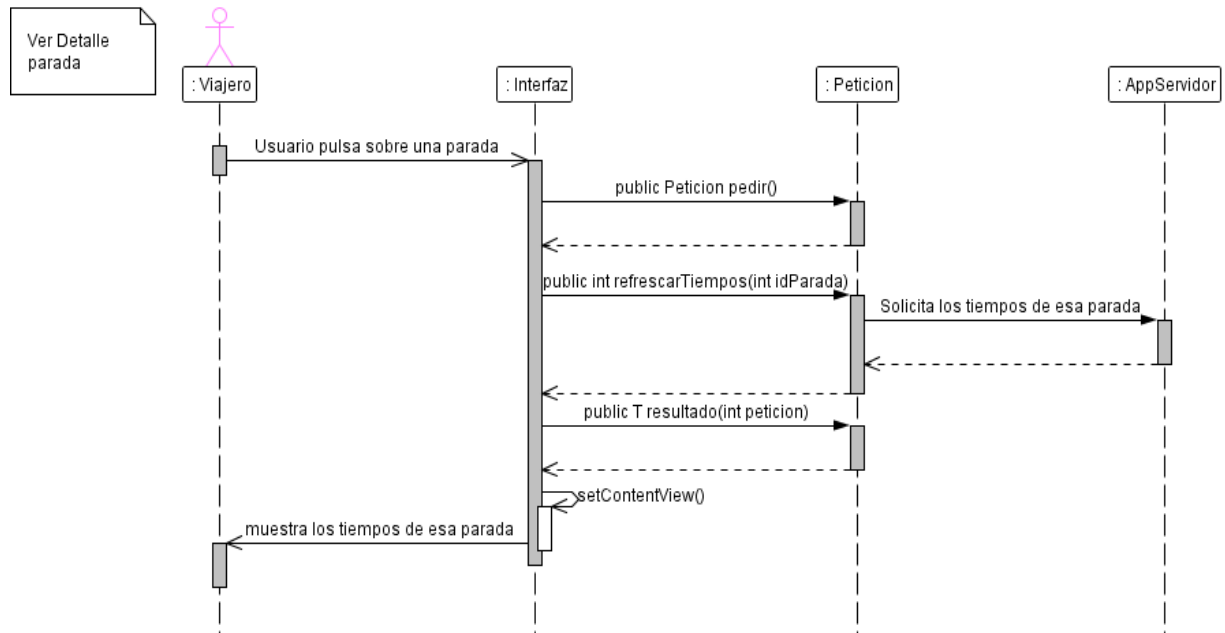 Ver Detalle
parada
: Viajero
: Interfaz
: Peticion
: AppServidor
Usuario pulsa sobre una parada
public Peticion pedir()
public int refrescarTiempos(int idParada)
Solicita los tiempos de esa parada
public T resultado(int peticion)
setContentView()
muestra los tiempos de esa parada